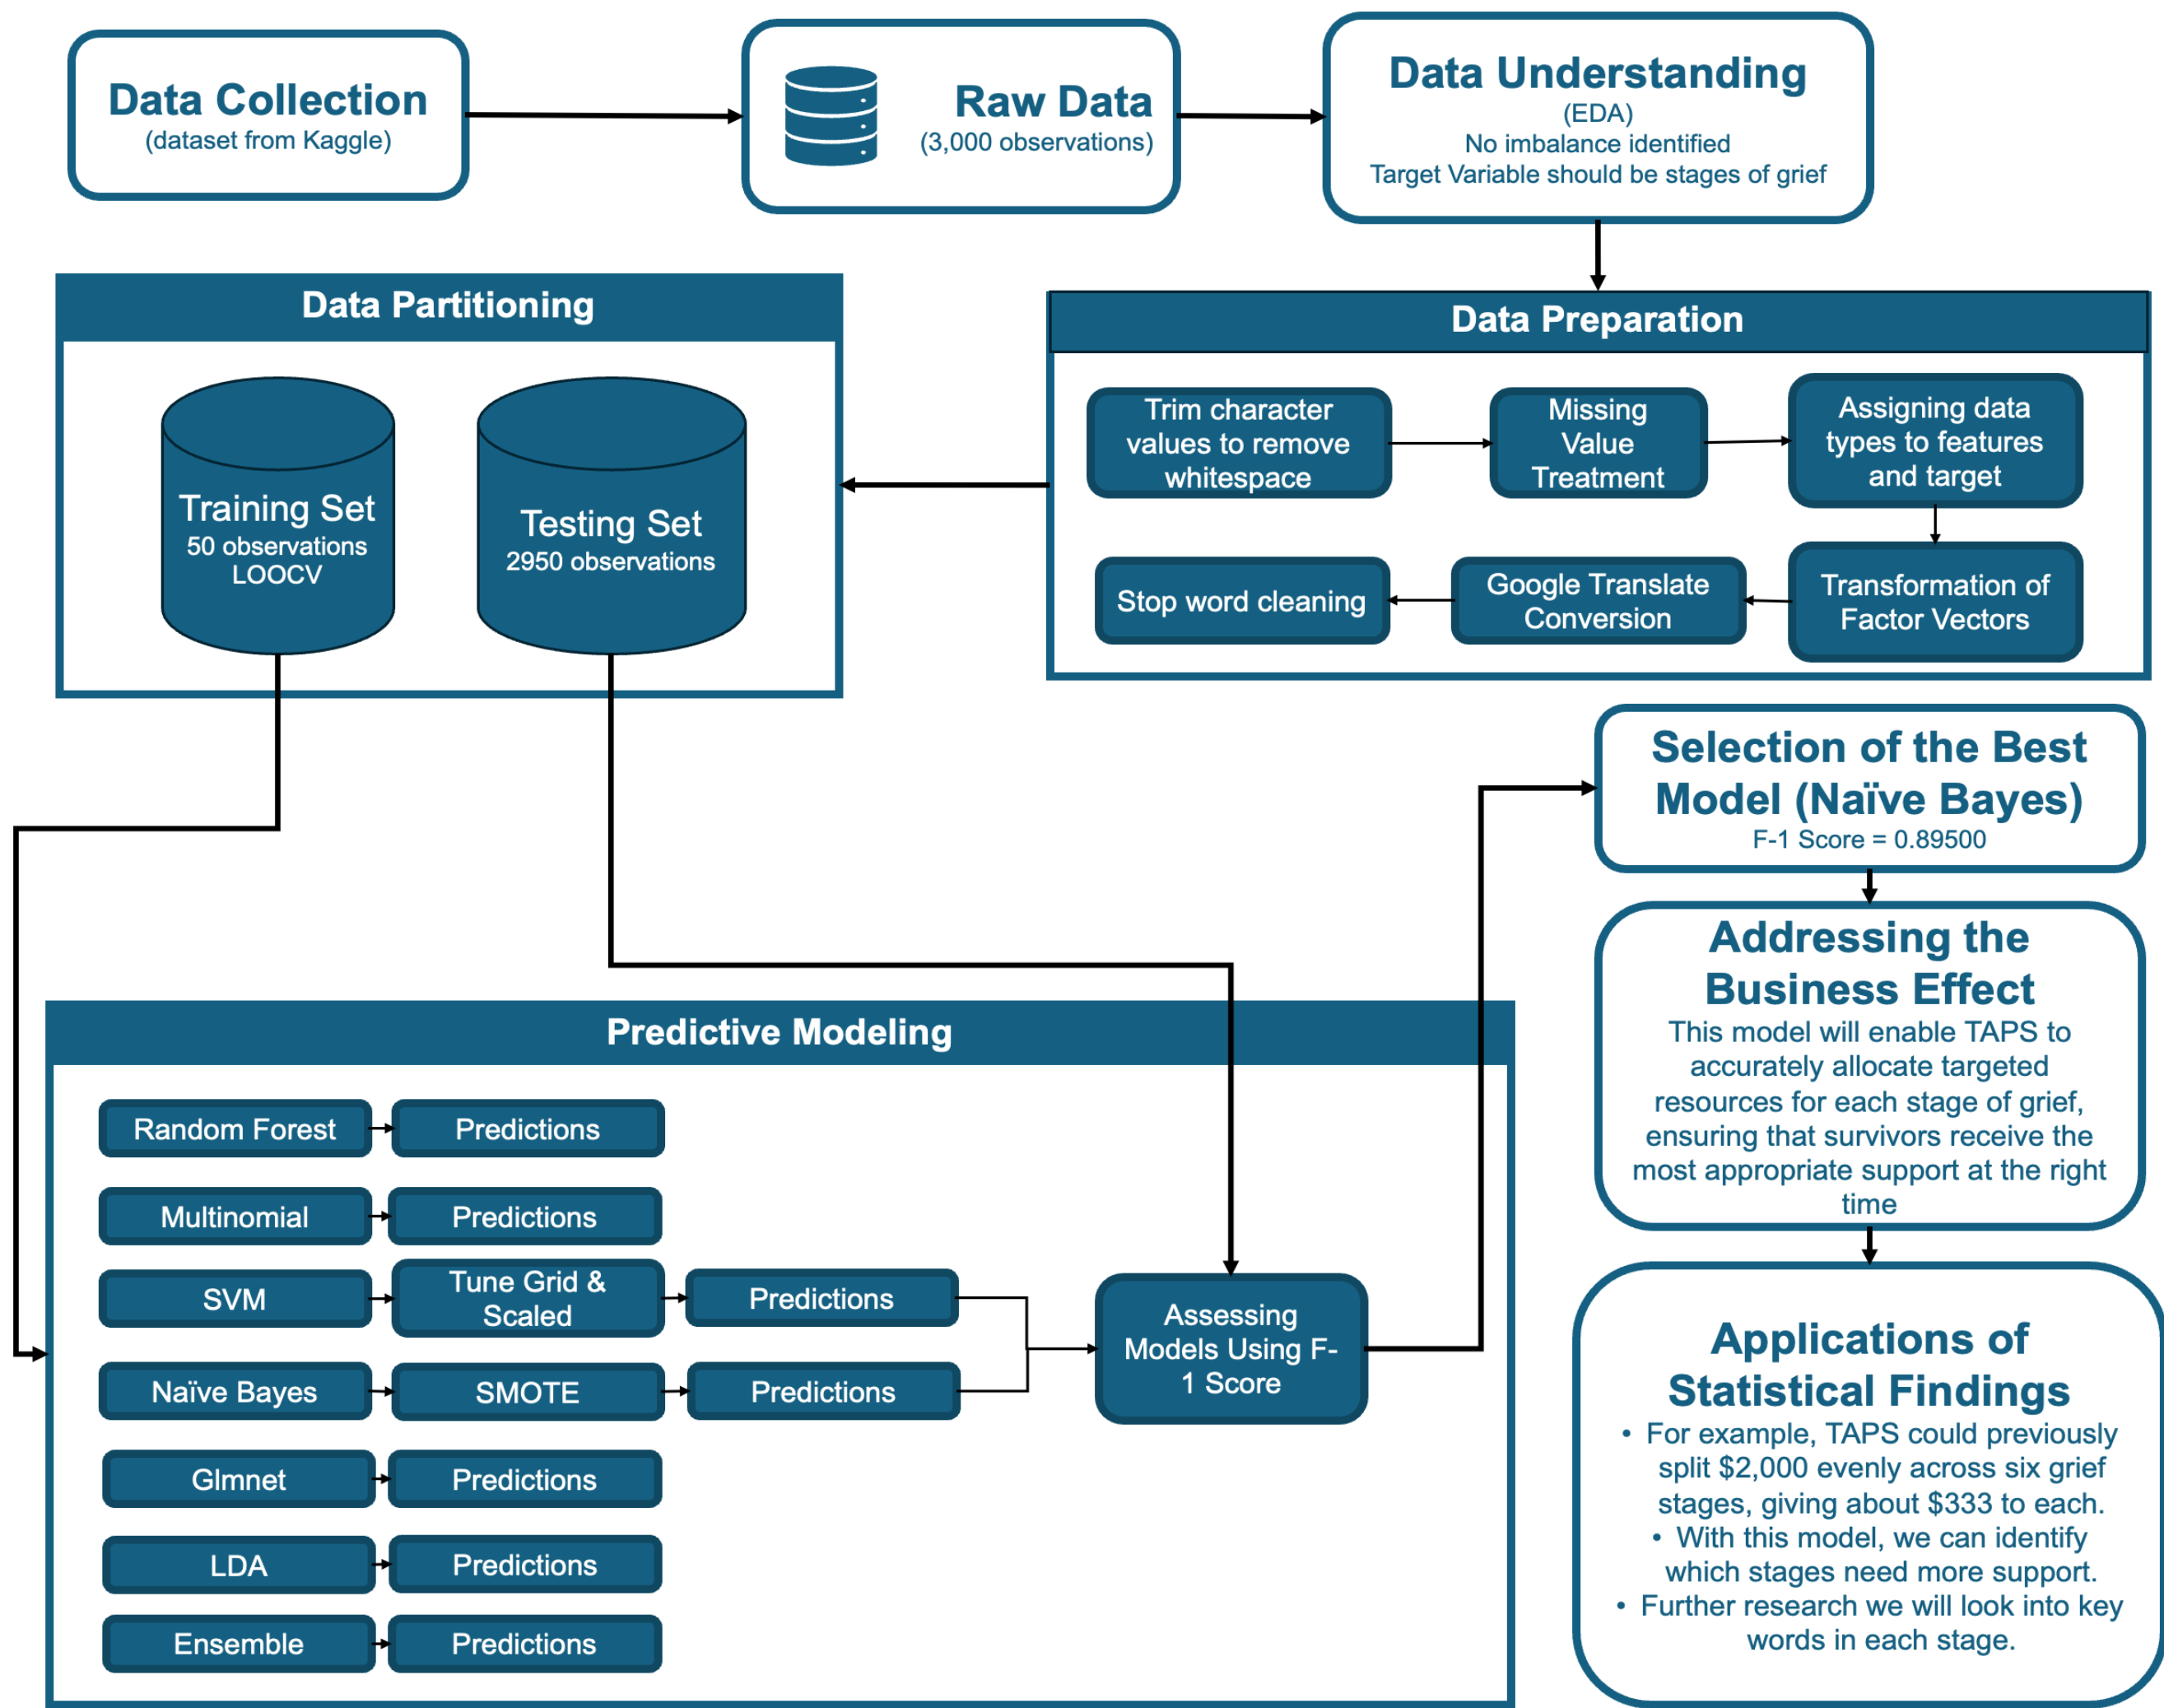 Data Collection
(dataset from Kaggle)
Raw Data
(3,000 observations)
Data Understanding
(EDA)
No imbalance identified
Target Variable should be stages of grief
Data Preparation
Trim character
values to remove
whitespace
Missing
Value
Treatment
Assigning data
types to features
and target
Transformation of
Factor Vectors
Google Translate
Conversion
Stop word cleaning
Data Partitioning
Training Set
50 observations
LOOCV
Testing Set
2950 observations
Predictive Modeling
Random Forest
Predictions
Multinomial
Predictions
SVM
Tune Grid &
Scaled
Predictions
Naïve Bayes
SMOTE
Predictions
Glmnet
Predictions
LDA
Predictions
Ensemble
Predictions
Assessing
Models Using F-
1 Score
Selection of the Best
Model (Naïve Bayes)
F-1 Score = 0.89500
Addressing the
Business Effect
This model will enable TAPS to
accurately allocate targeted
resources for each stage of grief,
ensuring that survivors receive the
most appropriate support at the right
time
Applications of
Statistical Findings
• For example, TAPS could previously
split $2,000 evenly across six grief
stages, giving about $333 to each.
• With this model, we can identify
which stages need more support.
• Further research we will look into key
words in each stage.